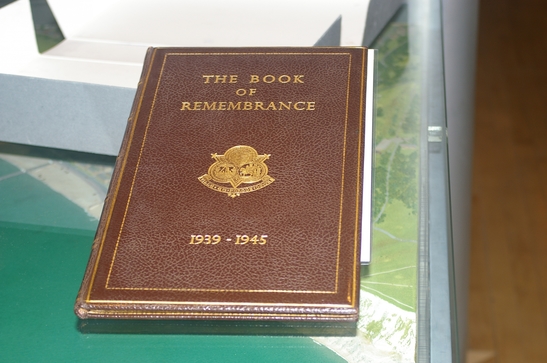 THE BOOK
OF
REMEMBRANCE
1939 - 1945